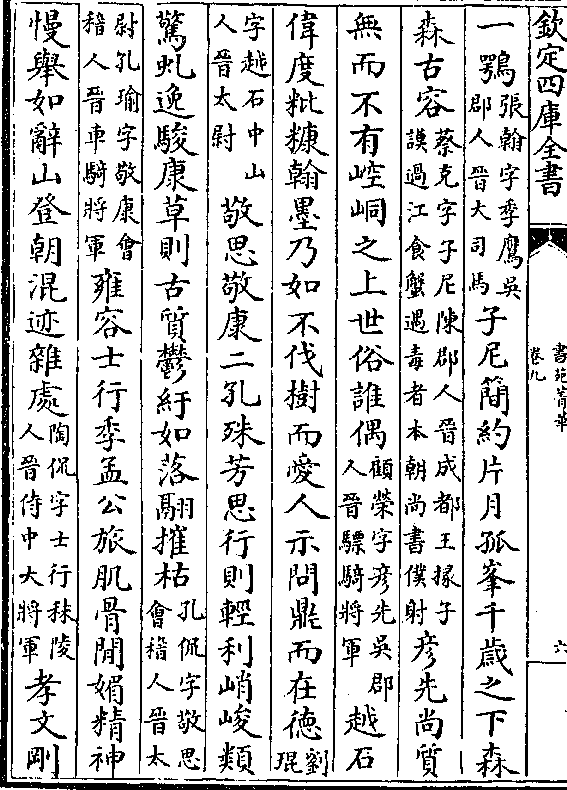 欽定四庫全書
書苑菁華
卷九
六
一鶚張翰字季鷹吳郡人晉大司馬子尼簡約片月孤峯千歲之下森
森古容蔡克字子尼陳郡人晉成都王掾子謨過江食蟹遇毒者本朝尚書僕射彥先尚質
無而不有崆峒之上世俗誰偶顧榮字彥先吳郡人晉驃騎將軍越石
偉度粃糠翰墨乃如不伐樹而愛人示問鼎而在德劉琨
字越石中山人晉太尉敬思敬康二孔殊芳思行則輕利峭峻類
驚虬逸駿康草則古質鬱紆如落翮摧枯孔侃字敬思會稽人晉太
尉孔瑜字敬康會稽人晉車騎將軍雍容士行季孟公旅肌骨閒媚精神
慢舉如辭山登朝混迹雜處陶侃字士行秣陵人晉侍中大將軍孝文剛